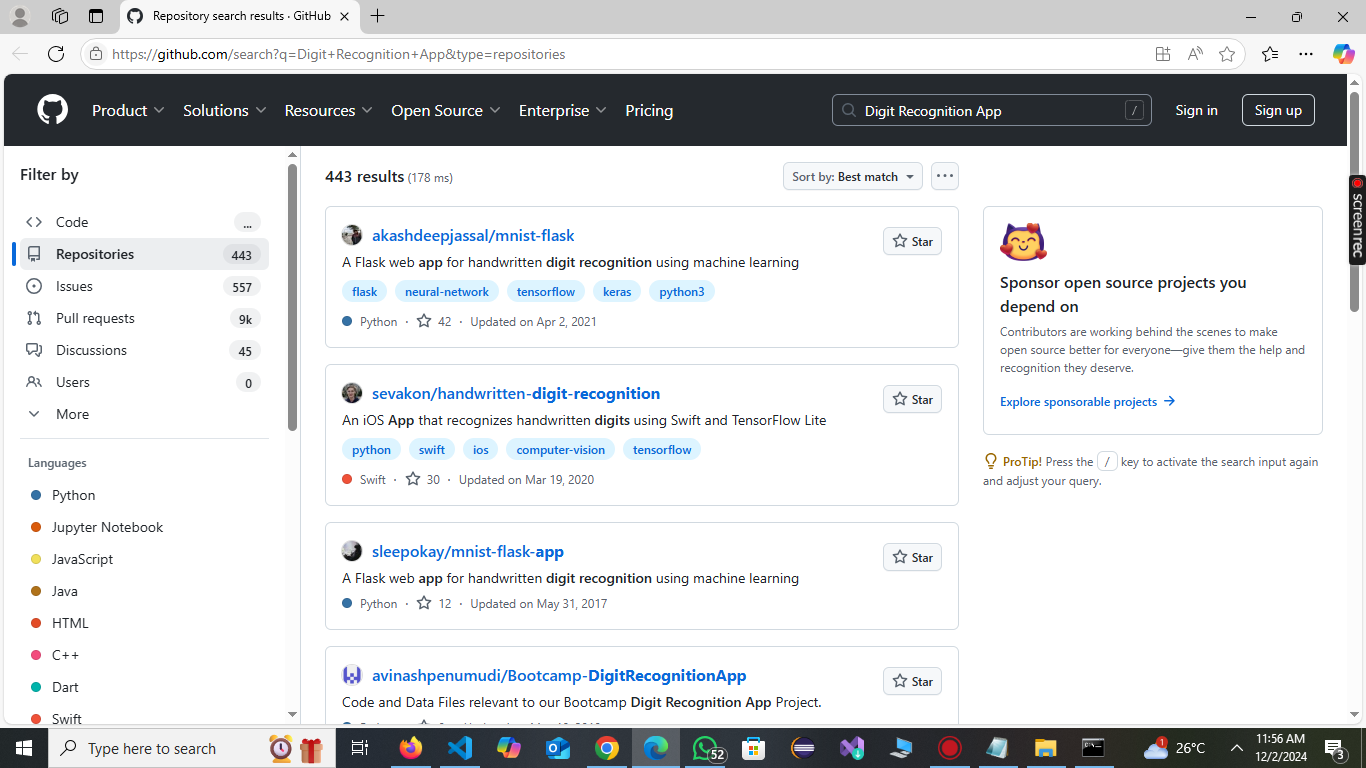 Repository search results · GitHub
https://github.com/search?q=Digit+Recognition+App&type=repositories
Product
Solutions
Resources
Open Source
Enterprise
Pricing
Digit Recognition App
/
Sign in
Sign up
Filter by
Code
...
Repositories
443
Issues
557
Pull requests
9k
Discussions
45
Users
0
More
Languages
Python
Jupyter Notebook
JavaScript
Java
HTML
C++
Dart
Swift
443 results (178 ms)
Sort by: Best match
akashdeepjassal/mnist-flask
Star
A Flask web app for handwritten digit recognition using machine learning
flask neural-network tensorflow keras python3
Python · 42 · Updated on Apr 2, 2021
sevakon/handwritten-digit-recognition
Star
An iOS App that recognizes handwritten digits using Swift and TensorFlow Lite
python swift ios computer-vision tensorflow
Swift · 30 · Updated on Mar 19, 2020
sleepokay/mnist-flask-app
Star
A Flask web app for handwritten digit recognition using machine learning
Python · 12 · Updated on May 31, 2017
avinashpenumudi/Bootcamp-DigitRecognitionApp
Star
Code and Data Files relevant to our Bootcamp Digit Recognition App Project.
Sponsor open source projects you
depend on
Contributors are working behind the scenes to make
open source better for everyone—give them the help and
recognition they deserve.
Explore sponsorable projects →
ProTip! Press the / key to activate the search input again
and adjust your query.
screenrec
Type here to search
52
26°C
11:56 AM
12/2/2024
3